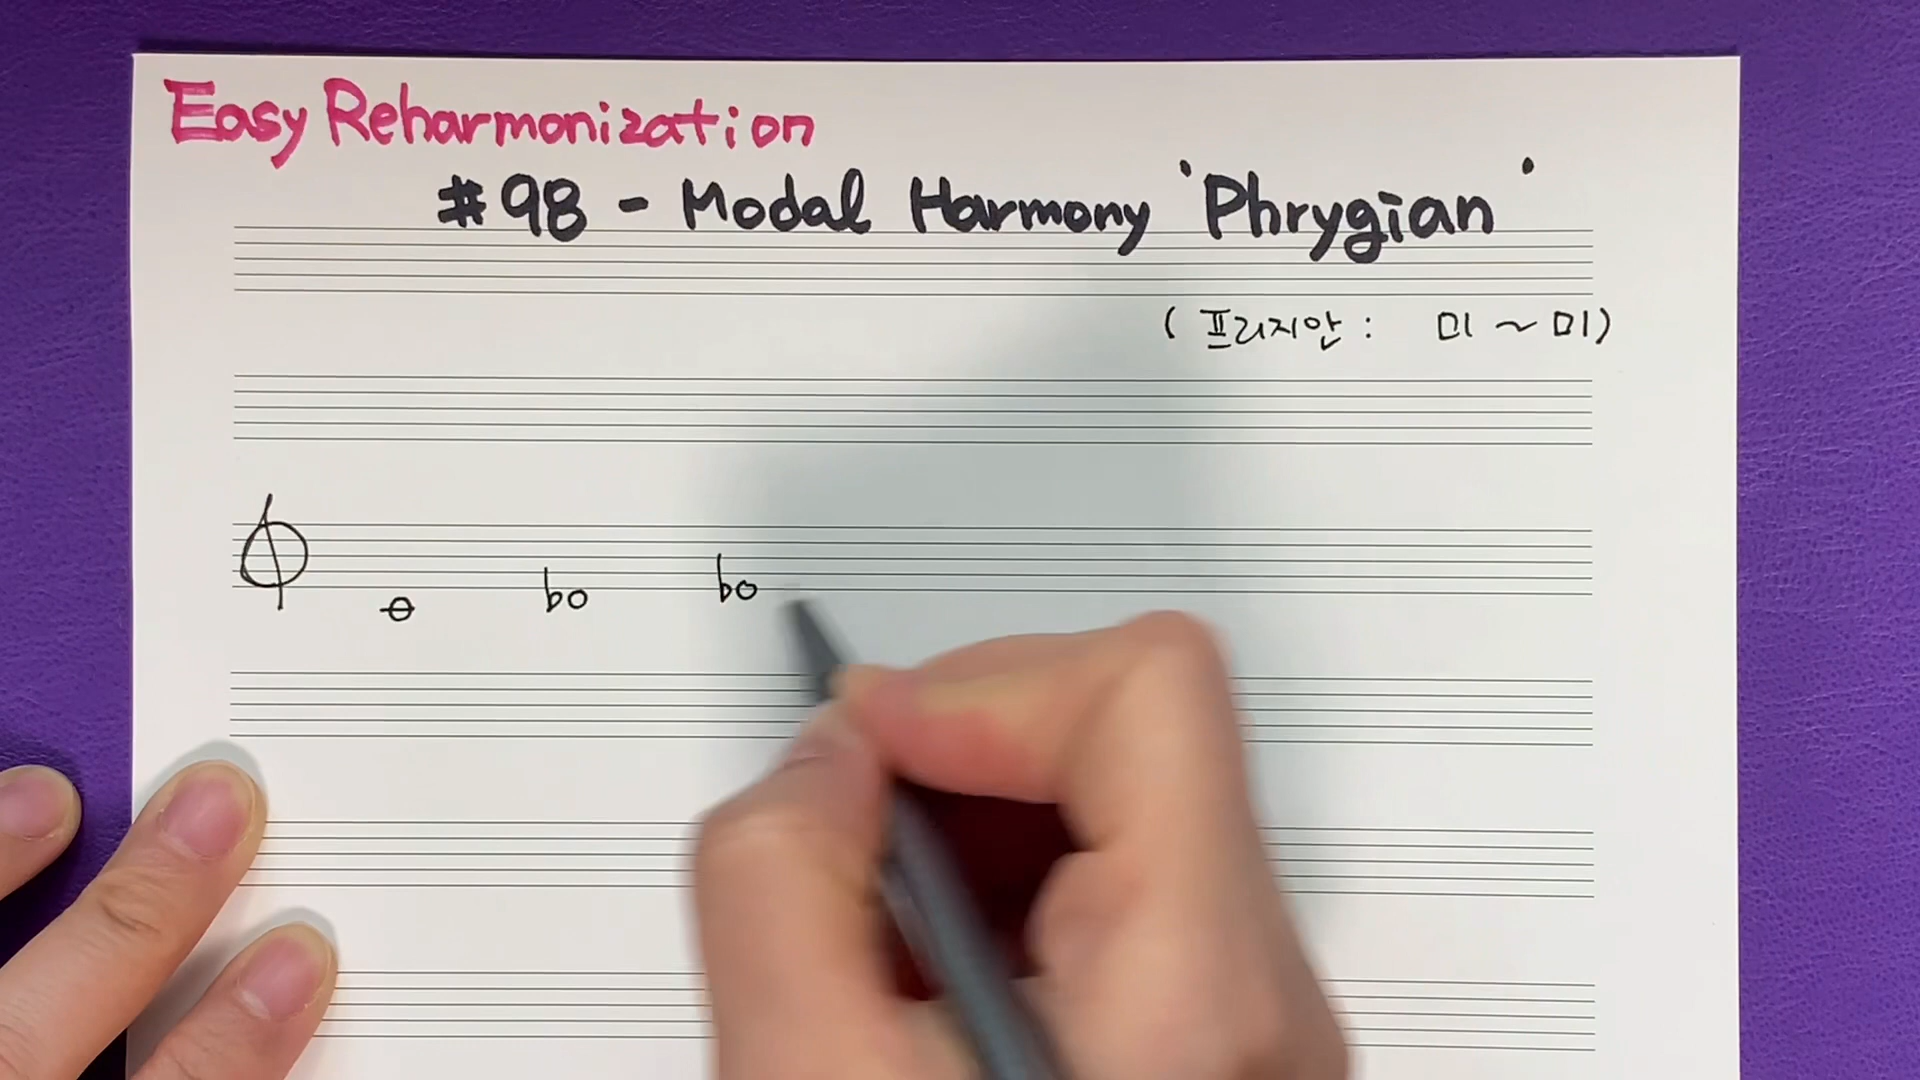 Easy Reharmonization
#98 - Modal Harmony 'Phrygian'
( 프리지안 : 미 ~ 미)